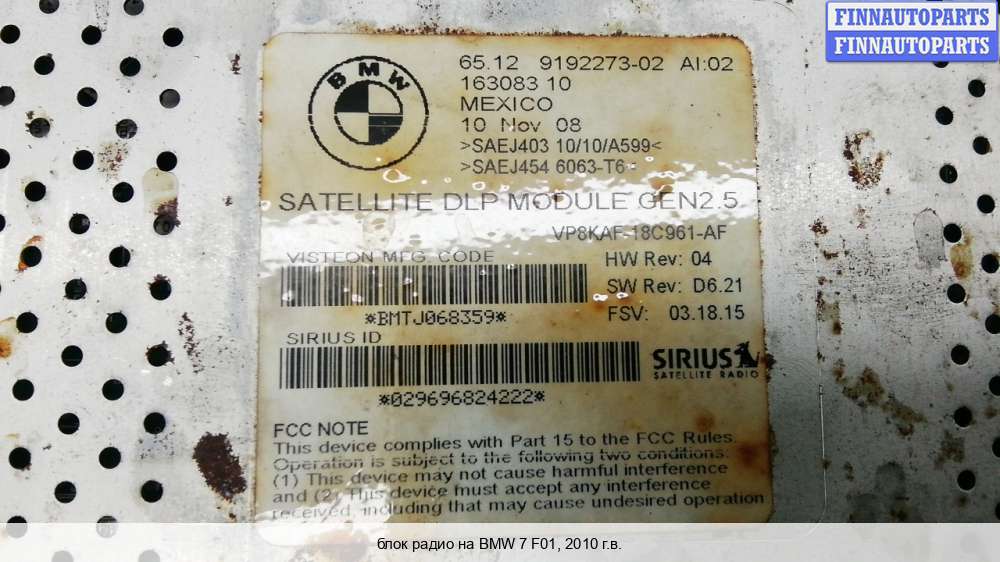 FINNAUTOPARTS
FINNAUTOPARTS
BMW
65.12 9192273-02 AI:02
163083 10
MEXICO
10 Nov 08
>SAEJ403 10/10/A599<
>SAEJ454 6063-T6<
SATELLITE DLP MODULE GEN2.5
VP8KAF-18C961-AF
VISTEON MFG CODE
HW Rev: 04
SW Rev: D6.21
*BMTJ068359*
FSV: 03.18.15
SIRIUS ID
SIRIUS
SATELLITE RADIO
*029696824222*
FCC NOTE
This device complies with Part 15 to the FCC Rules.
Operation is subject to the following two conditions:
(1) This device may not cause harmful interference
and (2) This device must accept any interference
received, including that may cause undesired operation
блок радио на BMW 7 F01, 2010 г.в.